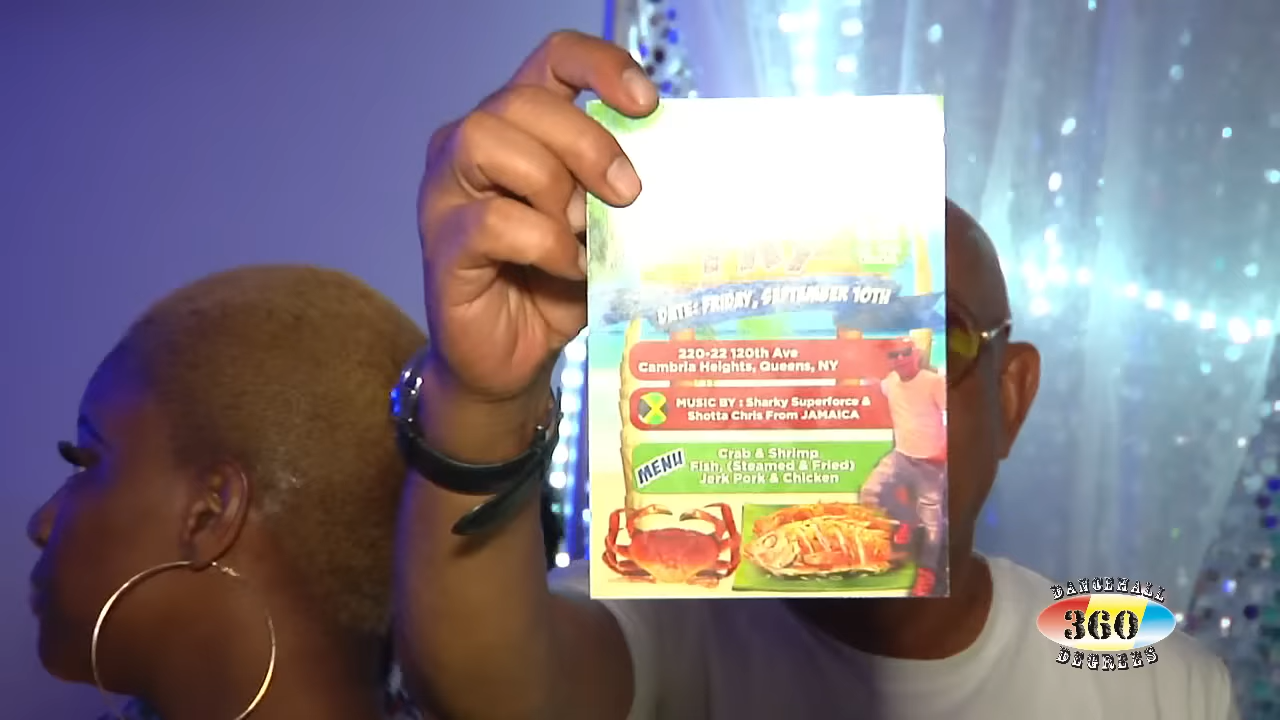 DATE: FRIDAY, SEPTEMBER 10TH
220-22 120th Ave
Cambria Heights, Queens, NY
MUSIC BY : Sharky Superforce &
Shotta Chris From JAMAICA
MENU
Crab & Shrimp
Fish, (Steamed & Fried)
Jerk Pork & Chicken
DANCEHALL
360
DEGREES